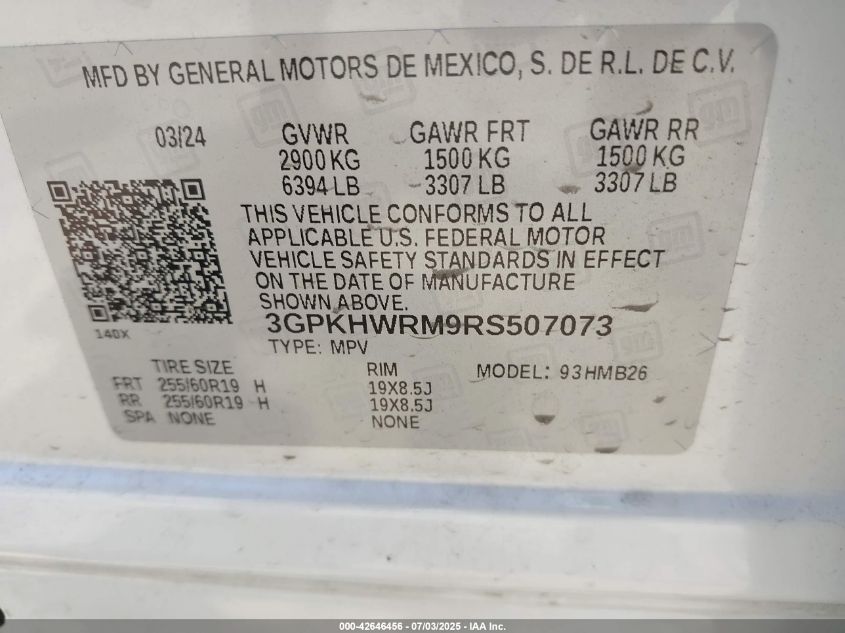 MFD BY GENERAL MOTORS DE MEXICO, S. DE R.L. DE C.V.
03/24 GVWR GAWR FRT GAWR RR
2900 KG 1500 KG 1500 KG
6394 LB 3307 LB 3307 LB
THIS VEHICLE CONFORMS TO ALL
APPLICABLE U.S. FEDERAL MOTOR
VEHICLE SAFETY STANDARDS IN EFFECT
ON THE DATE OF MANUFACTURE
SHOWN ABOVE.
140X
3GPKHWRM9RS507073
TYPE: MPV
TIRE SIZE RIM MODEL: 93HMB26
FRT 255/60R19 H 19X8.5J
RR 255/60R19 H 19X8.5J
SPA NONE NONE
000-42646456 - 07/03/2025 - IAA Inc.